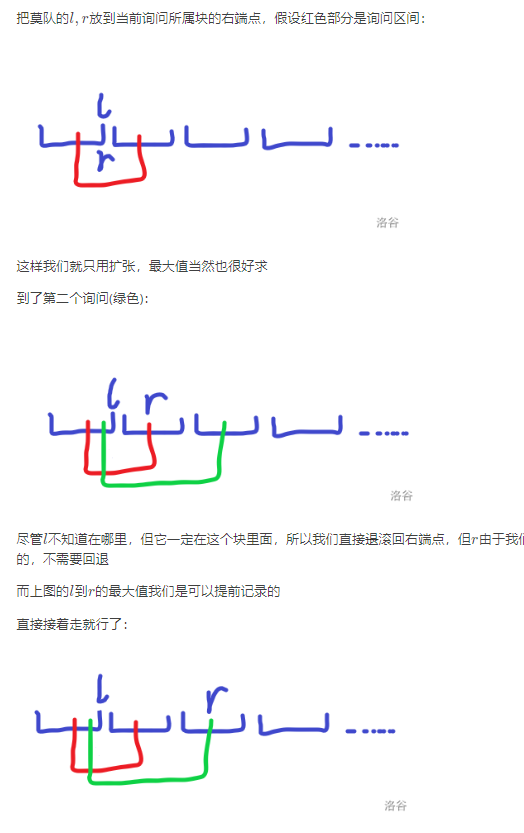 把莫队的l, r放到当前询问所属块的右端点，假设红色部分是询问区间：
l
r
洛谷
这样我们就只用扩张，最大值当然也很好求
到了第二个询问(绿色)：
l r
洛谷
尽管l不知道在哪里，但它一定在这个块里面，所以我们直接退滚回右端点，但r由于我们
的，不需要回退
而上图的l到r的最大值我们是可以提前记录的
直接接着走就行了：
l r
洛谷